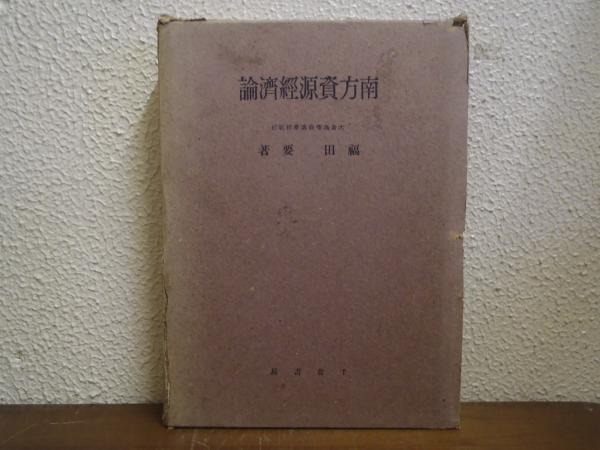 南方資源經濟論
福田 要 著
千倉書房